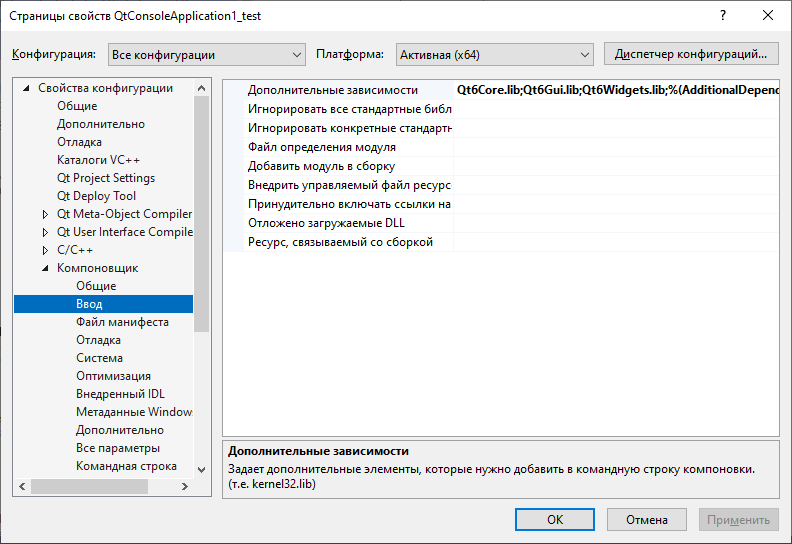 Страницы свойств QtConsoleApplication1_test
? ×
Конфигурация: Все конфигурации Платформа: Активная (x64) Диспетчер конфигураций...
Свойства конфигурации
Общие
Дополнительно
Отладка
Каталоги VC++
Qt Project Settings
Qt Deploy Tool
Qt Meta-Object Compiler
Qt User Interface Compile
C/C++
Компоновщик
Общие
Ввод
Файл манифеста
Отладка
Система
Оптимизация
Внедренный IDL
Метаданные Window
Дополнительно
Все параметры
Командная строка
Дополнительные зависимости Qt6Core.lib;Qt6Gui.lib;Qt6Widgets.lib;%(AdditionalDepend
Игнорировать все стандартные библ
Игнорировать конкретные стандартн
Файл определения модуля
Добавить модуль в сборку
Внедрить управляемый файл ресурс
Принудительно включать ссылки на
Отложено загружаемые DLL
Ресурс, связываемый со сборкой
Дополнительные зависимости
Задает дополнительные элементы, которые нужно добавить в командную строку компоновки.
(т.е. kernel32.lib)
OK Отмена Применить